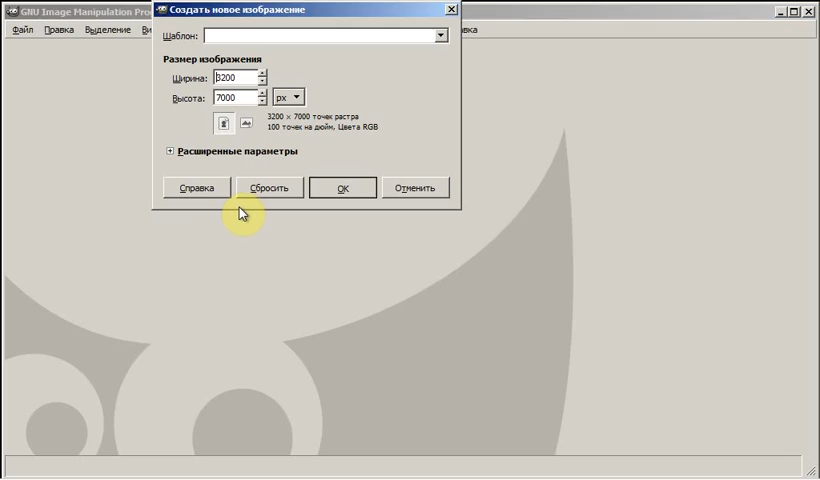 GNU Image Manipulation Pro
Создать новое изображение
Файл Правка Выделение Ви
Шаблон:
Размер изображения
Ширина: 3200
Высота: 7000 px
3200 × 7000 точек растра
100 точек на дюйм, Цвета RGB
Расширенные параметры
Справка Сбросить OK Отменить